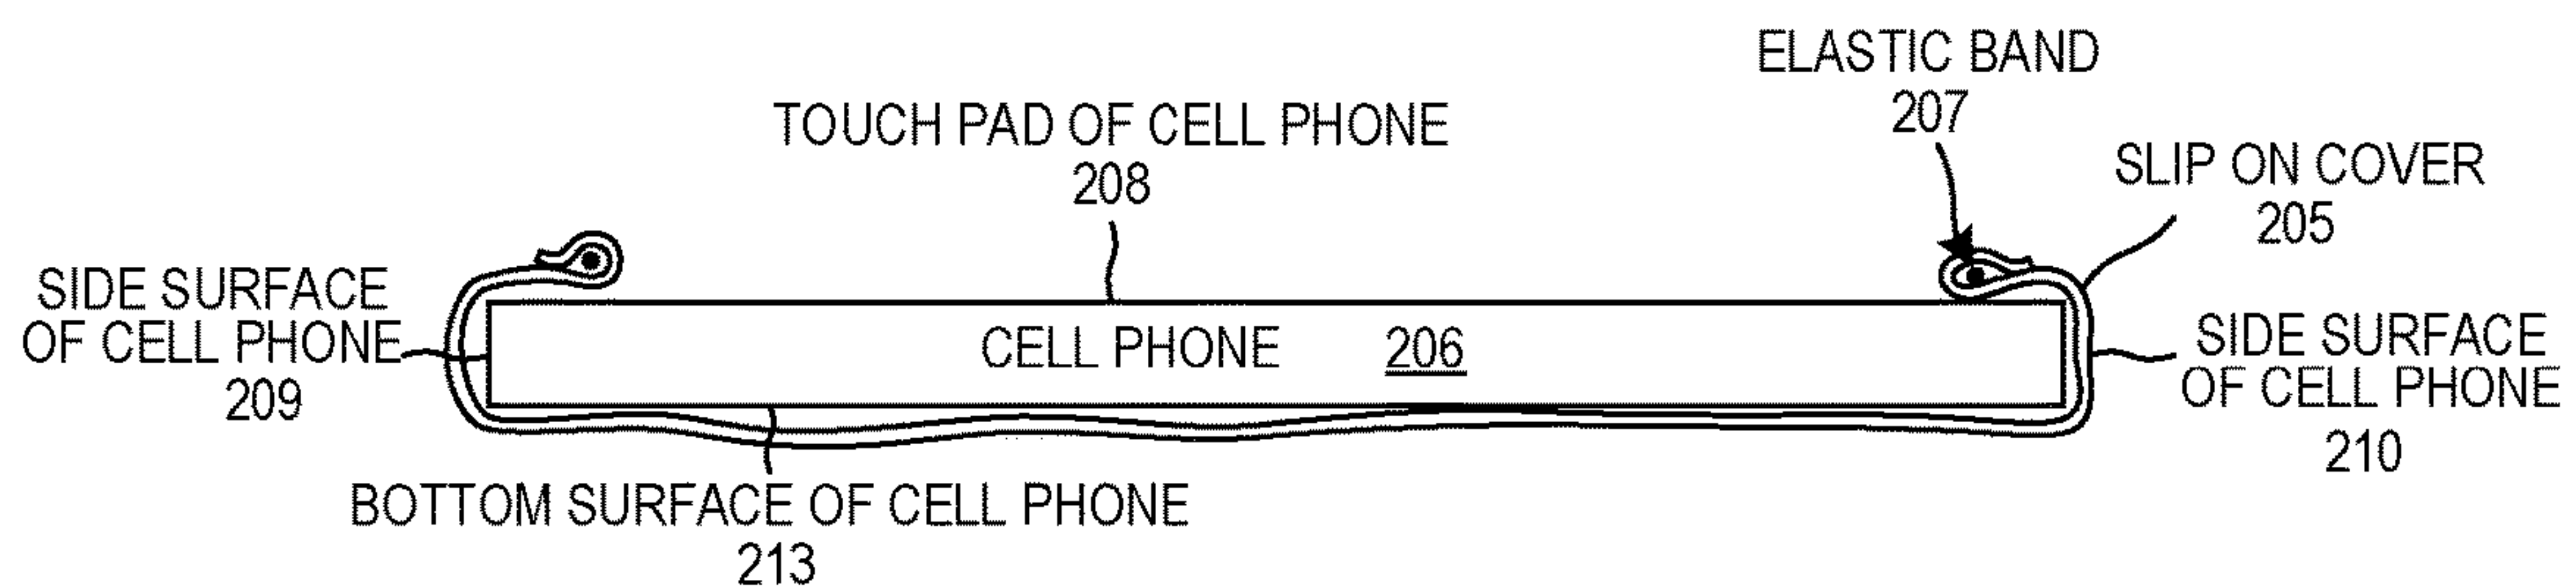 ELASTIC BAND
207
TOUCH PAD OF CELL PHONE
208
SLIP ON COVER
205
SIDE SURFACE
OF CELL PHONE
209
CELL PHONE 206
SIDE SURFACE
OF CELL PHONE
210
BOTTOM SURFACE OF CELL PHONE
213